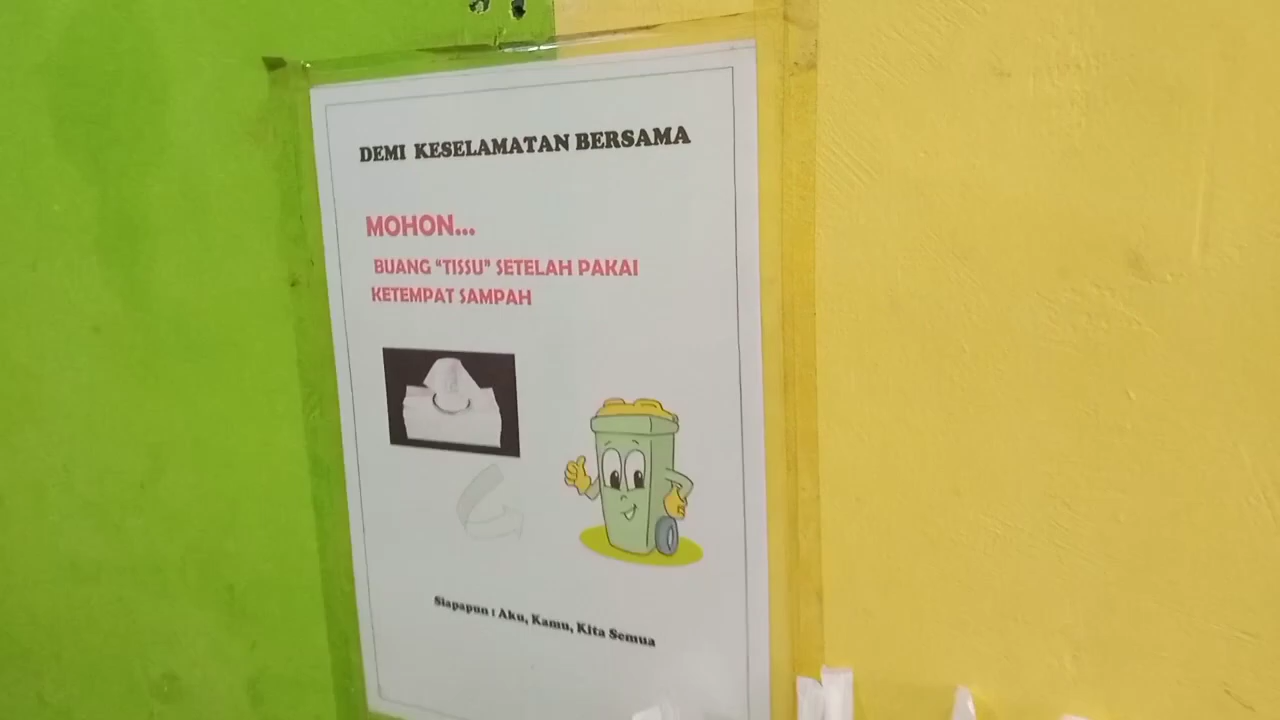 DEMI KESELAMATAN BERSAMA
MOHON...
BUANG "TISSU" SETELAH PAKAI
KETEMPAT SAMPAH
Siapapun : Aku, Kamu, Kita Semua